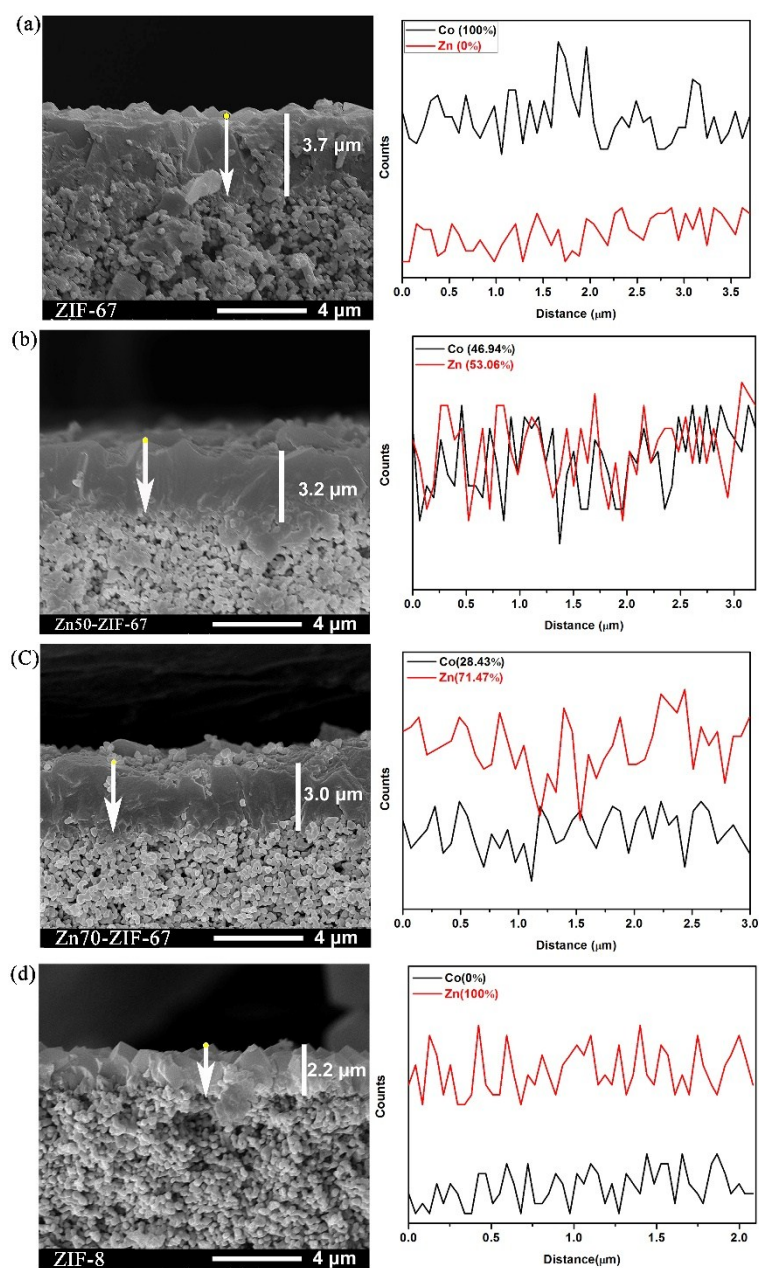 (a)
3.7 μm
ZIF-67
4 μm
Co (100%)
Zn (0%)
Counts
0.0 0.5 1.0 1.5 2.0 2.5 3.0 3.5
Distance (μm)
(b)
3.2 μm
Zn50-ZIF-67
4 μm
Co (46.94%)
Zn (53.06%)
Counts
0.0 0.5 1.0 1.5 2.0 2.5 3.0
Distance (μm)
(C)
3.0 μm
Zn70-ZIF-67
4 μm
Co(28.43%)
Zn(71.47%)
Counts
0.0 0.5 1.0 1.5 2.0 2.5 3.0
Distance (μm)
(d)
2.2 μm
ZIF-8
4 μm
Co(0%)
Zn(100%)
Counts
0.0 0.5 1.0 1.5 2.0
Distance(μm)